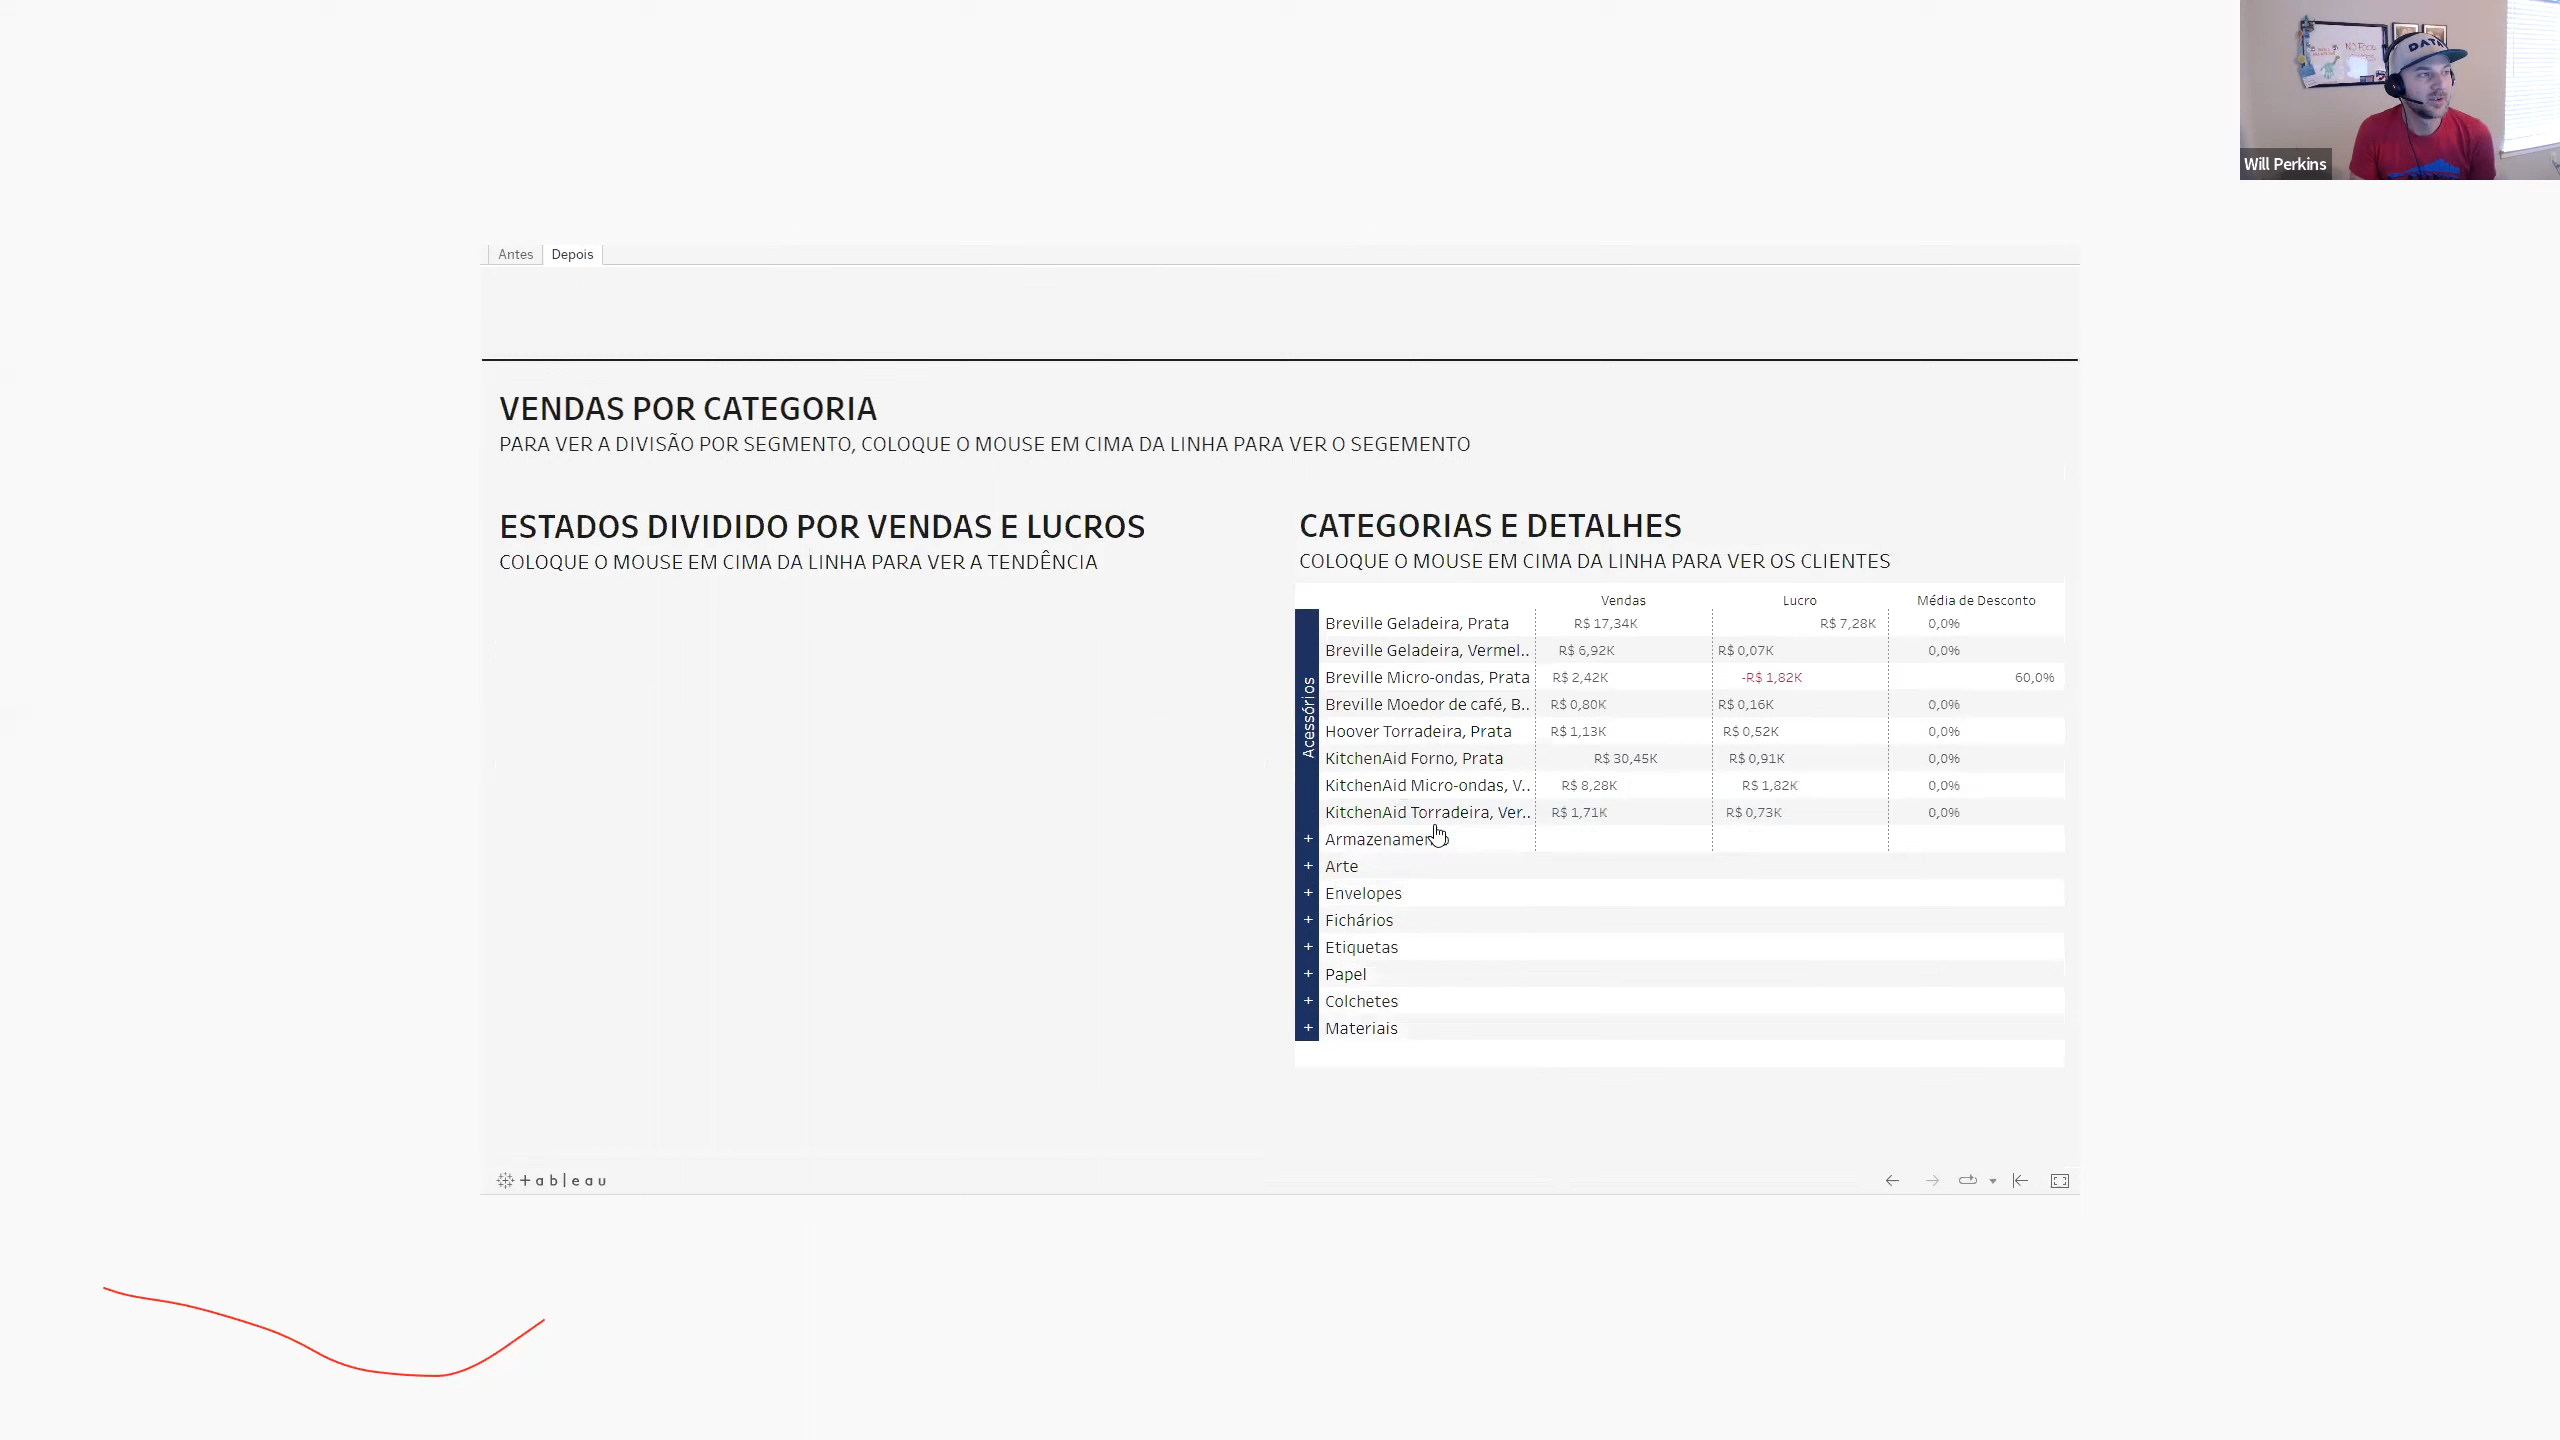 DATA
NO FOOD
Will Perkins
Antes Depois
VENDAS POR CATEGORIA
PARA VER A DIVISÃO POR SEGMENTO, COLOQUE O MOUSE EM CIMA DA LINHA PARA VER O SEGEMENTO
ESTADOS DIVIDIDO POR VENDAS E LUCROS
COLOQUE O MOUSE EM CIMA DA LINHA PARA VER A TENDÊNCIA
CATEGORIAS E DETALHES
COLOQUE O MOUSE EM CIMA DA LINHA PARA VER OS CLIENTES
Vendas Lucro Média de Desconto
Acessórios
Breville Geladeira, Prata R$ 17,34K R$ 7,28K 0,0%
Breville Geladeira, Vermel.. R$ 6,92K R$ 0,07K 0,0%
Breville Micro-ondas, Prata R$ 2,42K -R$ 1,82K 60,0%
Breville Moedor de café, B.. R$ 0,80K R$ 0,16K 0,0%
Hoover Torradeira, Prata R$ 1,13K R$ 0,52K 0,0%
KitchenAid Forno, Prata R$ 30,45K R$ 0,91K 0,0%
KitchenAid Micro-ondas, V.. R$ 8,28K R$ 1,82K 0,0%
KitchenAid Torradeira, Ver.. R$ 1,71K R$ 0,73K 0,0%
+ Armazenamento
+ Arte
+ Envelopes
+ Fichários
+ Etiquetas
+ Papel
+ Colchetes
+ Materiais
+ableau